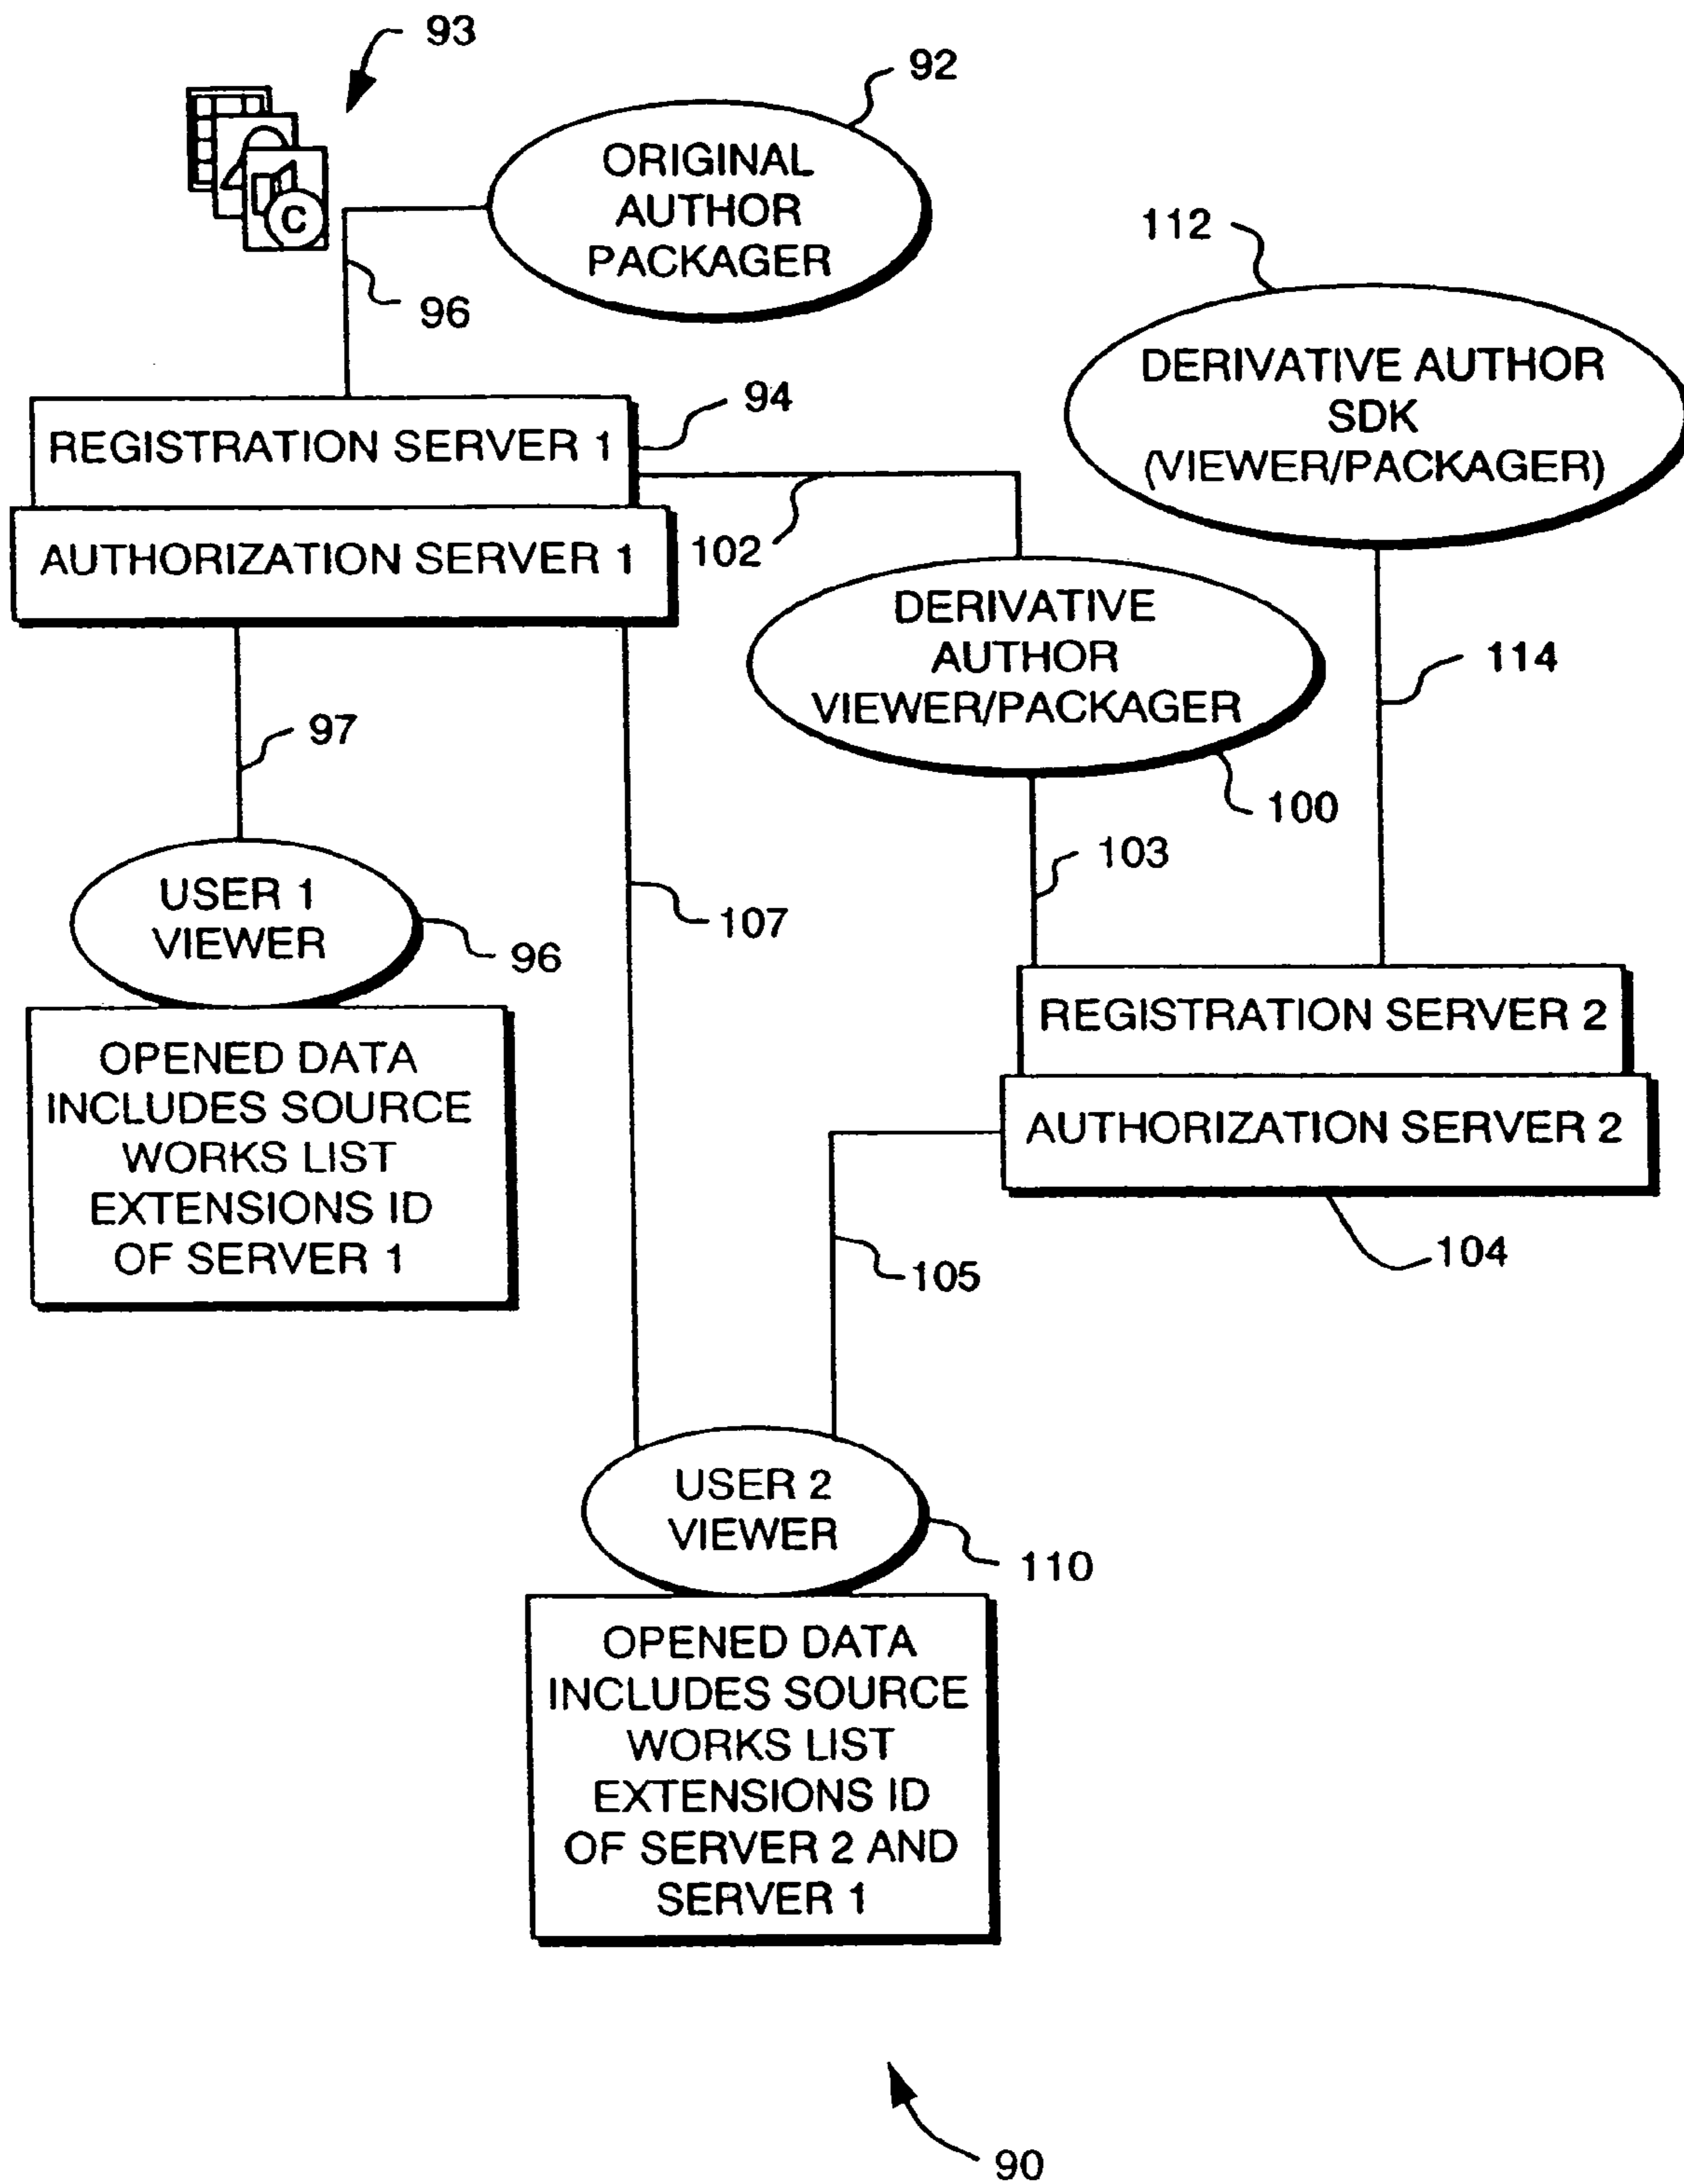 93
92
ORIGINAL
AUTHOR
PACKAGER
C
96
112
DERIVATIVE AUTHOR
SDK
(VIEWER/PACKAGER)
94
REGISTRATION SERVER 1
AUTHORIZATION SERVER 1
102
DERIVATIVE
AUTHOR
VIEWER/PACKAGER
114
97
100
103
107
USER 1
VIEWER
96
REGISTRATION SERVER 2
AUTHORIZATION SERVER 2
OPENED DATA
INCLUDES SOURCE
WORKS LIST
EXTENSIONS ID
OF SERVER 1
104
105
USER 2
VIEWER
110
OPENED DATA
INCLUDES SOURCE
WORKS LIST
EXTENSIONS ID
OF SERVER 2 AND
SERVER 1
90